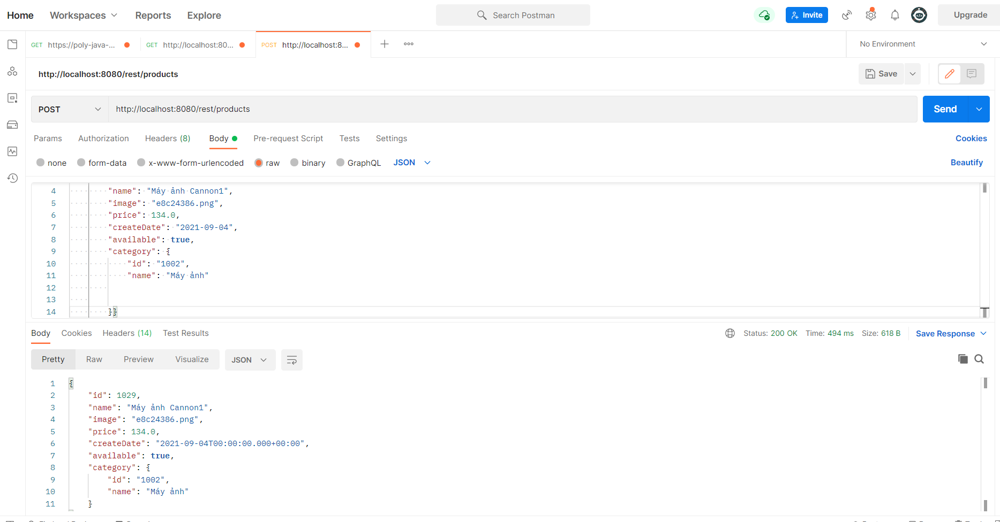 Home Workspaces Reports Explore Search Postman Invite Upgrade
GET https://poly-java-... GET http://localhost:80... POST http://localhost:8... No Environment
http://localhost:8080/rest/products Save
POST http://localhost:8080/rest/products Send
Params Authorization Headers (8) Body Pre-request Script Tests Settings Cookies
none form-data x-www-form-urlencoded raw binary GraphQL JSON Beautify
4 "name": "Máy ảnh Cannon1",
5 "image": "e8c24386.png",
6 "price": 134.0,
7 "createDate": "2021-09-04",
8 "available": true,
9 "category": {
10 "id": "1002",
11 "name": "Máy ảnh"
12
13
14 }}
Body Cookies Headers (14) Test Results Status: 200 OK Time: 494 ms Size: 618 B Save Response
Pretty Raw Preview Visualize JSON
1 {
2 "id": 1029,
3 "name": "Máy ảnh Cannon1",
4 "image": "e8c24386.png",
5 "price": 134.0,
6 "createDate": "2021-09-04T00:00:00.000+00:00",
7 "available": true,
8 "category": {
9 "id": "1002",
10 "name": "Máy ảnh"
11 }